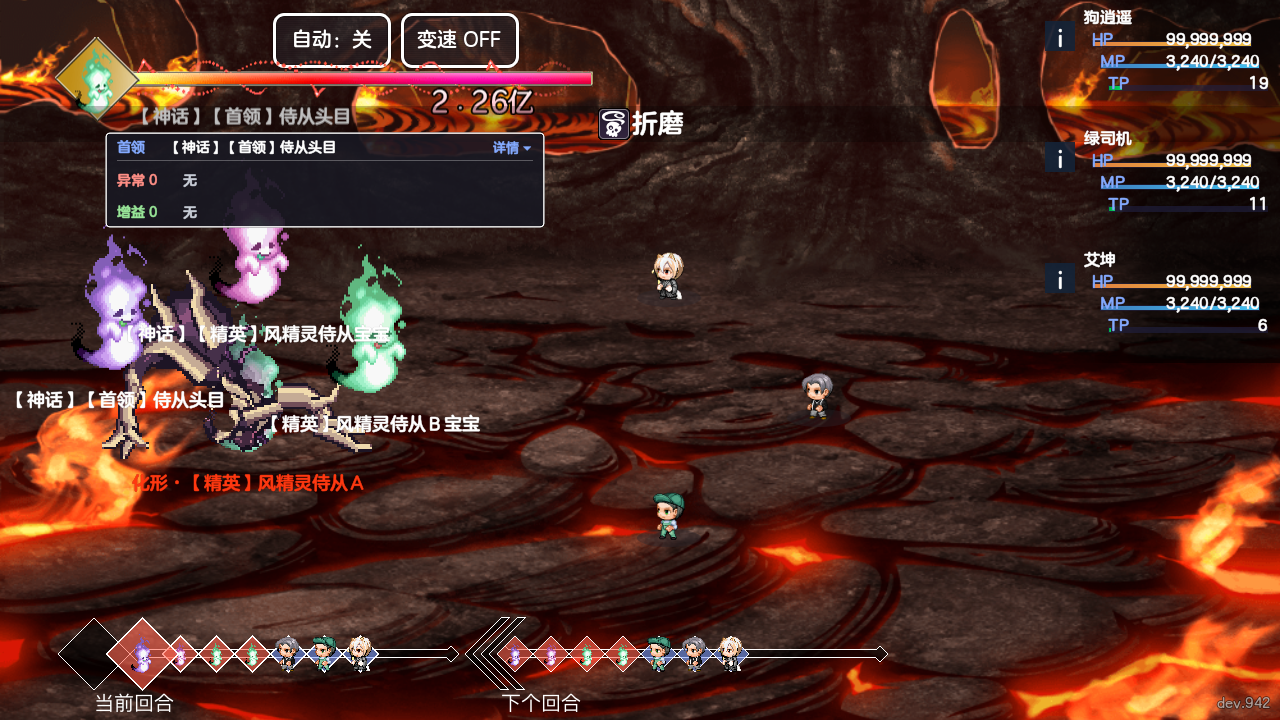 自动：关
变速 OFF
2．26亿
【神话】【首领】侍从头目
折磨
首领 【神话】【首领】侍从头目 详情
异常 0 无
增益 0 无
【神话】【精英】风精灵侍从宝宝
【神话】【首领】侍从头目
【精英】风精灵侍从B宝宝
化形·【精英】风精灵侍从A
狗逍遥
i
HP 99,999,999
MP 3,240/3,240
TP 19
绿司机
i
HP 99,999,999
MP 3,240/3,240
TP 11
艾坤
i
HP 99,999,999
MP 3,240/3,240
TP 6
当前回合
下个回合
dev.942